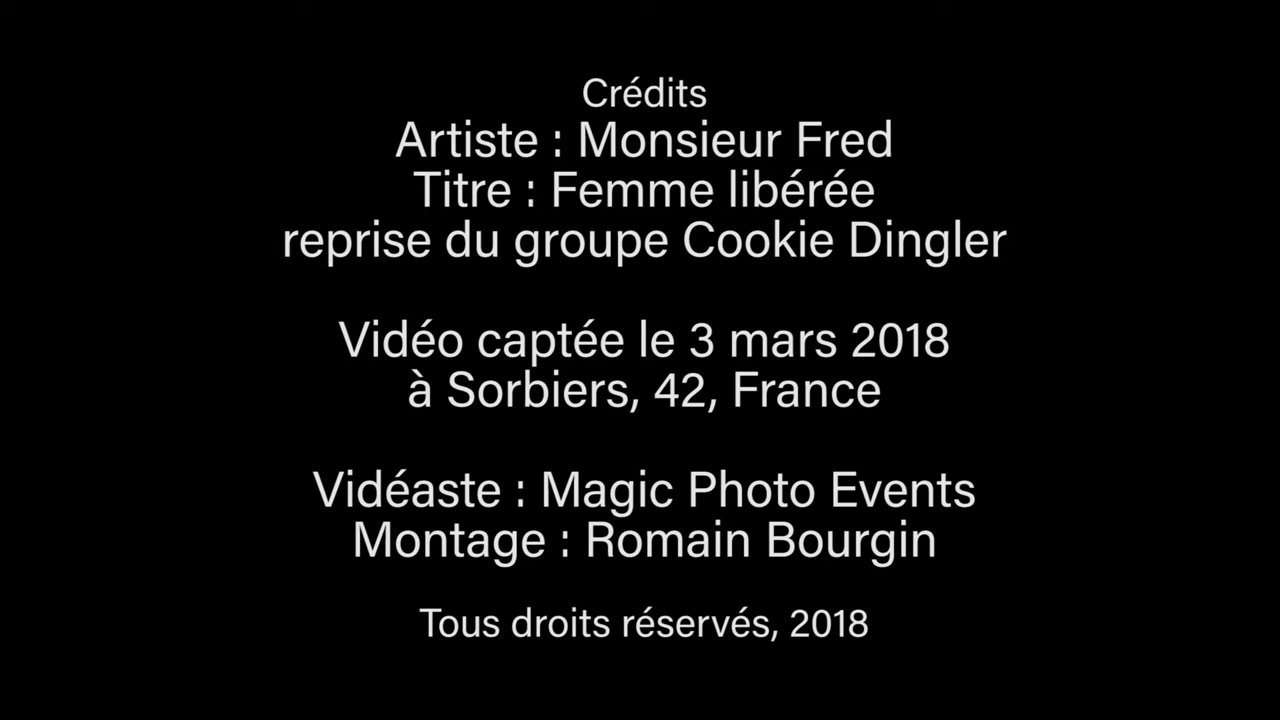 Crédits
Artiste : Monsieur Fred
Titre : Femme libérée
reprise du groupe Cookie Dingler
Vidéo captée le 3 mars 2018
à Sorbiers, 42, France
Vidéaste : Magic Photo Events
Montage : Romain Bourgin
Tous droits réservés, 2018